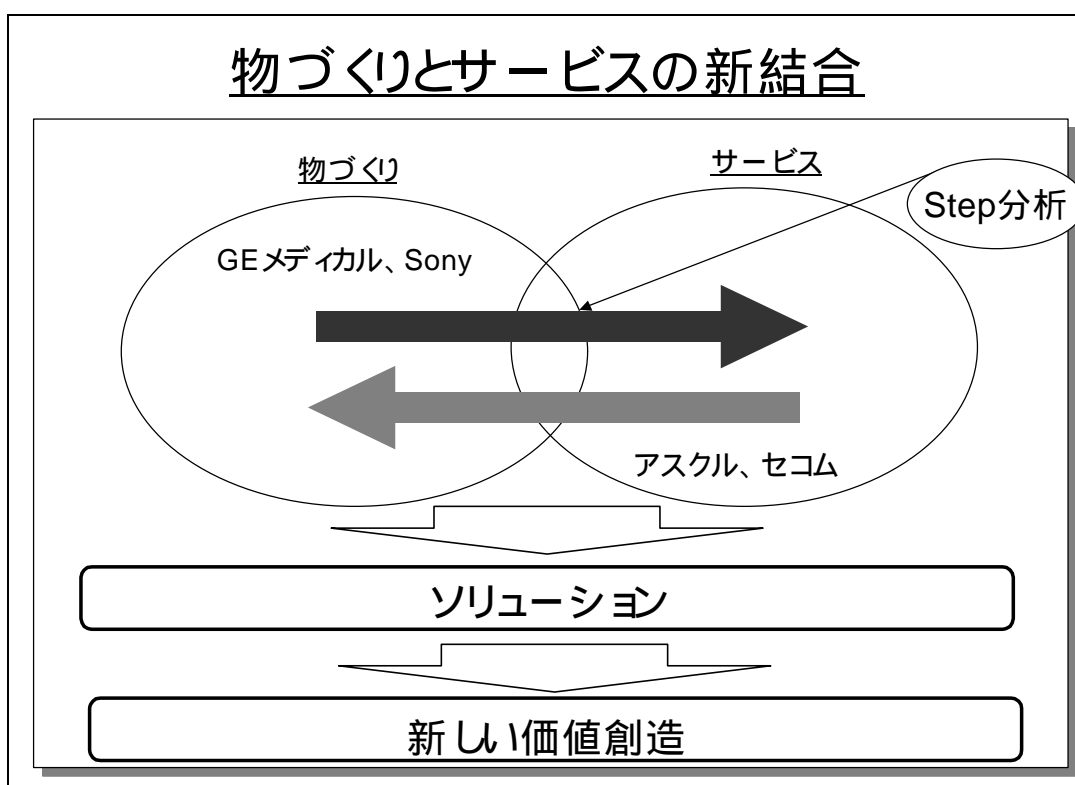 物づくりとサービスの新結合
物づくり
サービス
Step分析
GEメディカル、Sony
アスクル、セコム
ソリューション
新しい価値創造